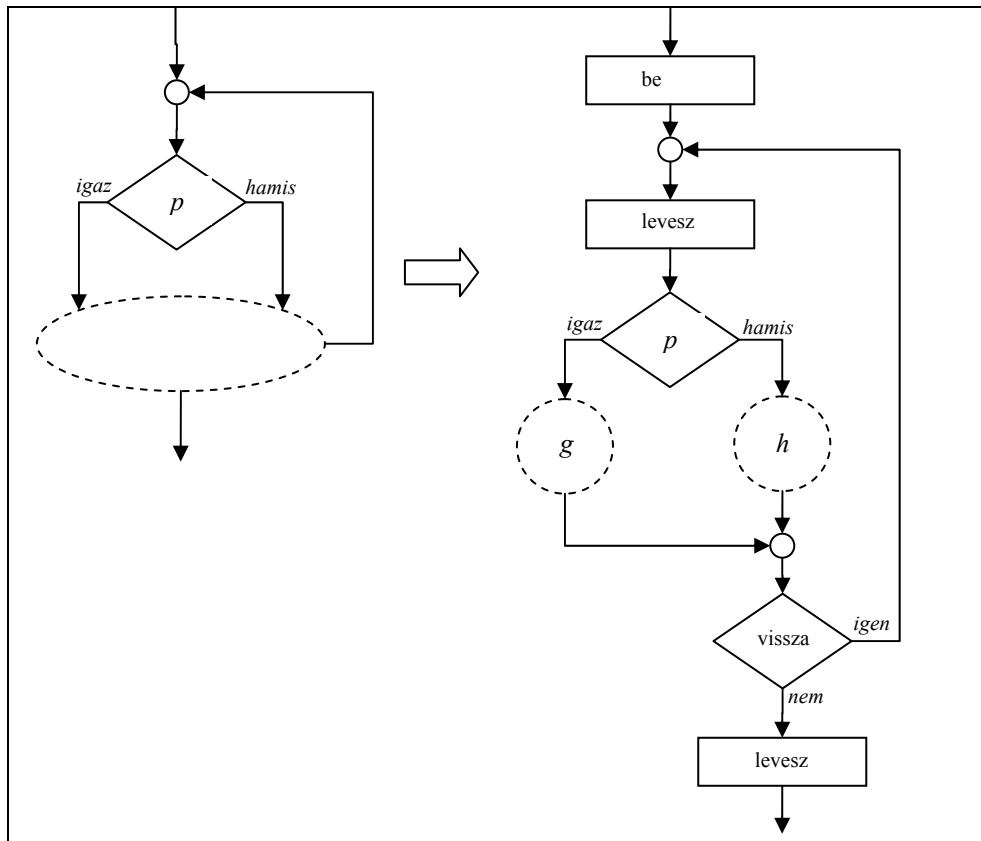 igaz
p
hamis
be
levesz
igaz
p
hamis
g
h
vissza
igen
nem
levesz